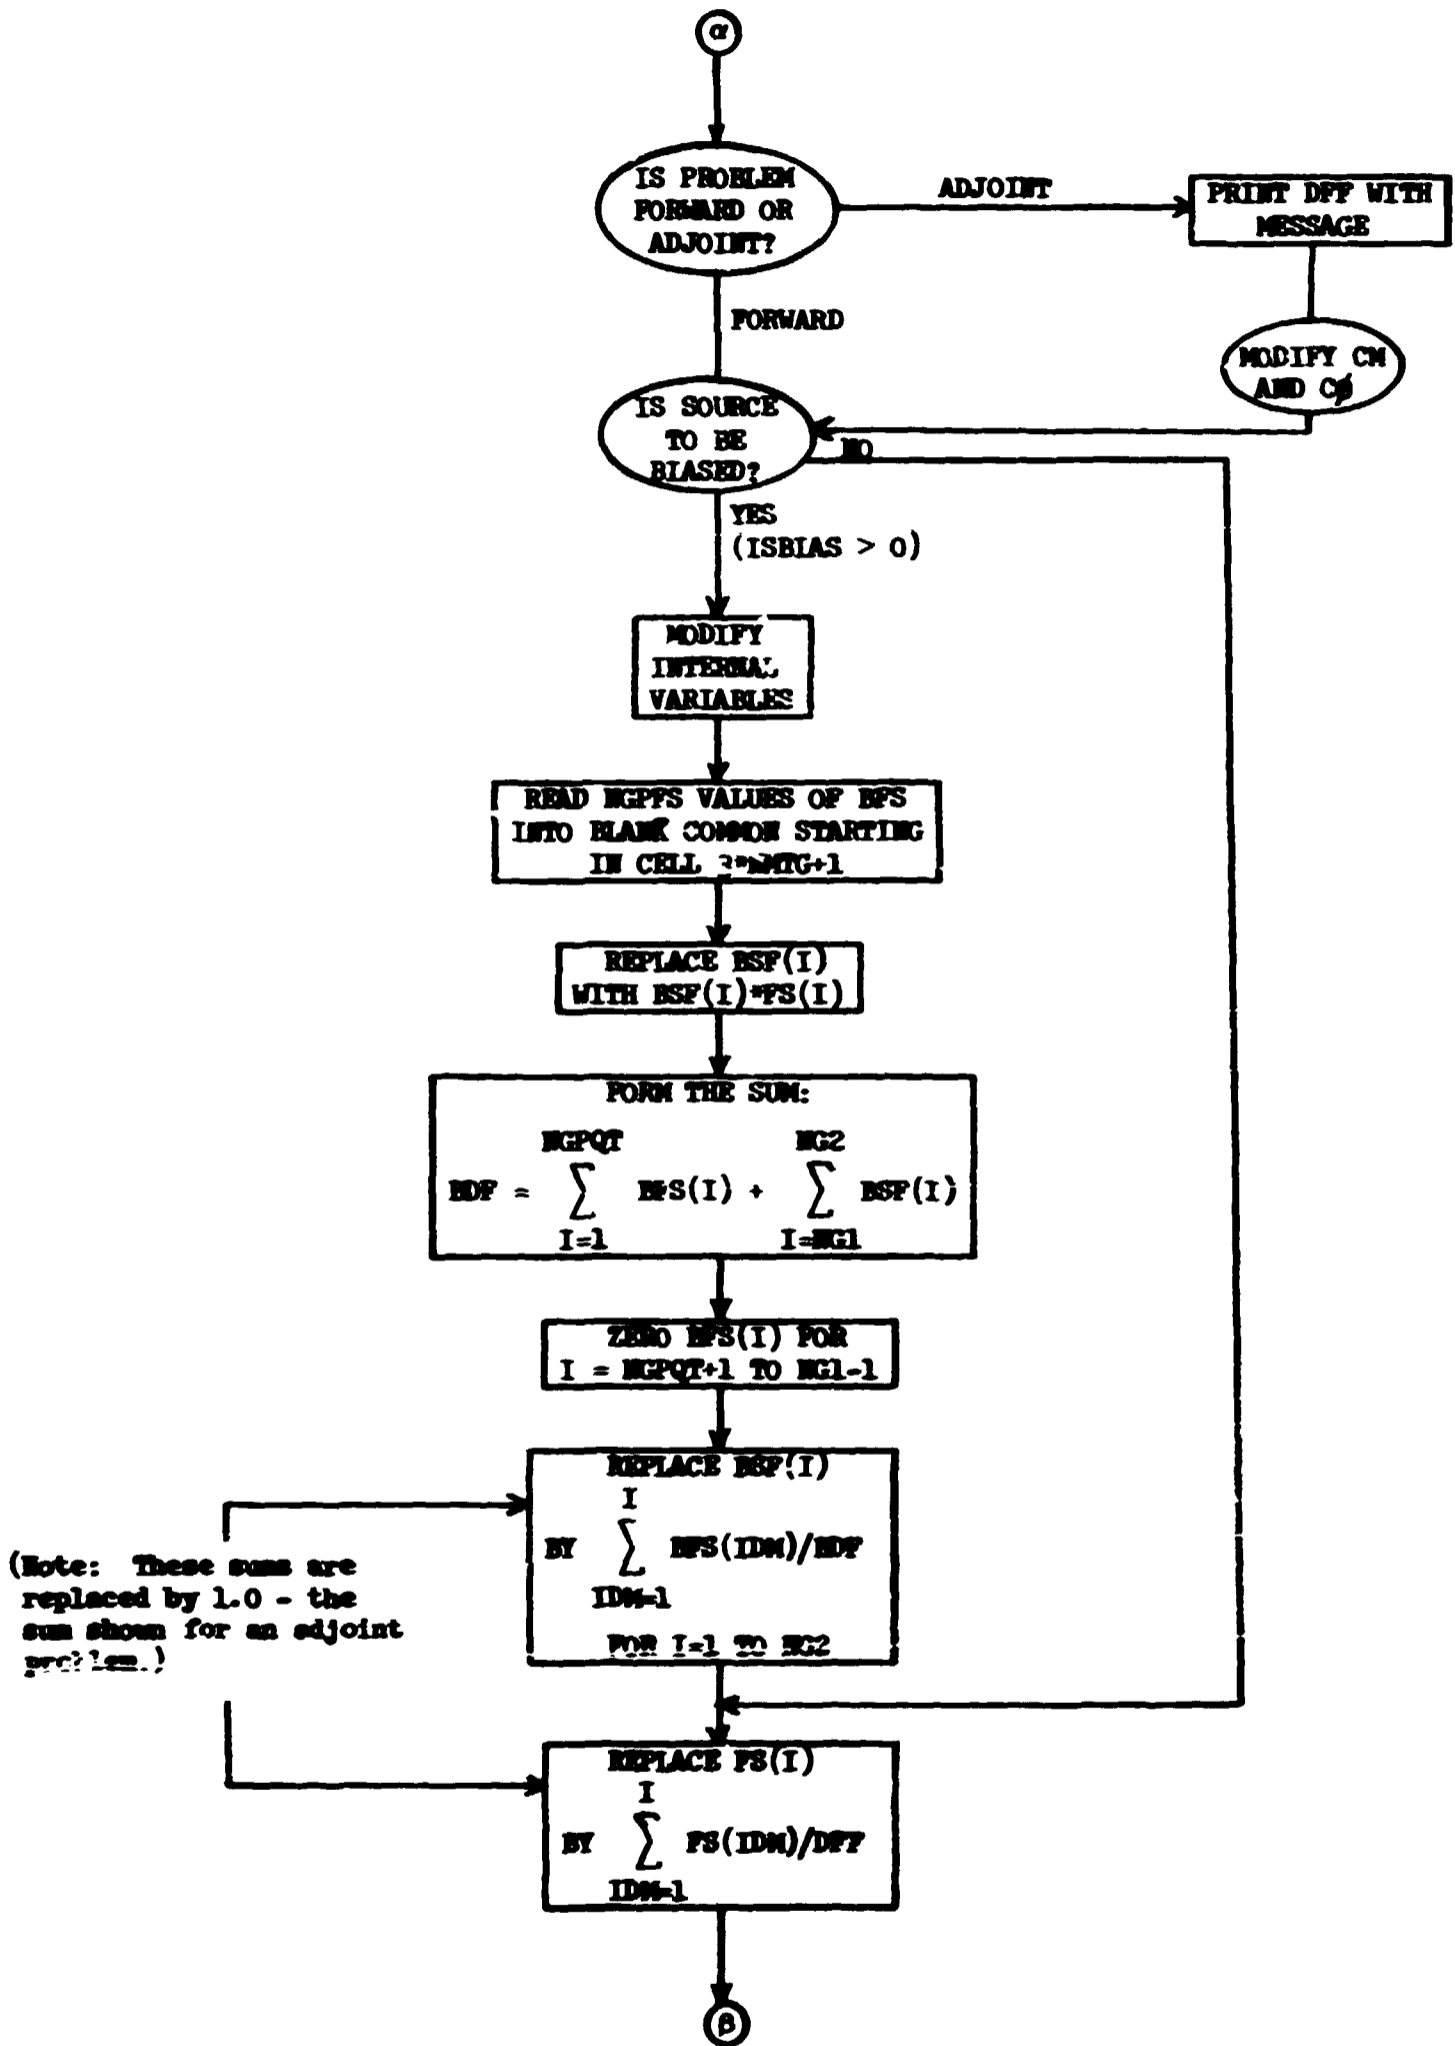 α
IS PROBLEM
FORWARD OR
ADJOINT?
ADJOINT
PRINT DFF WITH
MESSAGE
FORWARD
MODIFY CM
AND CØ
IS SOURCE
TO BE
BIASED?
NO
YES
(ISBIAS > 0)
MODIFY
INTERNAL
VARIABLES
READ NGPFS VALUES OF BFS
INTO BLANK COMMON STARTING
IN CELL
REPLACE BSF(I)
WITH BSF(I)*FS(I)
FORM THE SUM:
NGPQT NG2
BDF = ∑ BFS(I) + ∑ BSF(I)
I=1 I=NG1
ZERO BFS(I) FOR
I = NGPQT+1 TO NG1-1
REPLACE BSF(I)
I
BY ∑ BFS(IDM)/BDF
IDM=1
FOR I=1 TO NG2
(Note: These sums are
replaced by 1.0 - the
sum shown for an adjoint
problem.)
REPLACE FS(I)
I
BY ∑ FS(IDM)/DFF
IDM=1
β